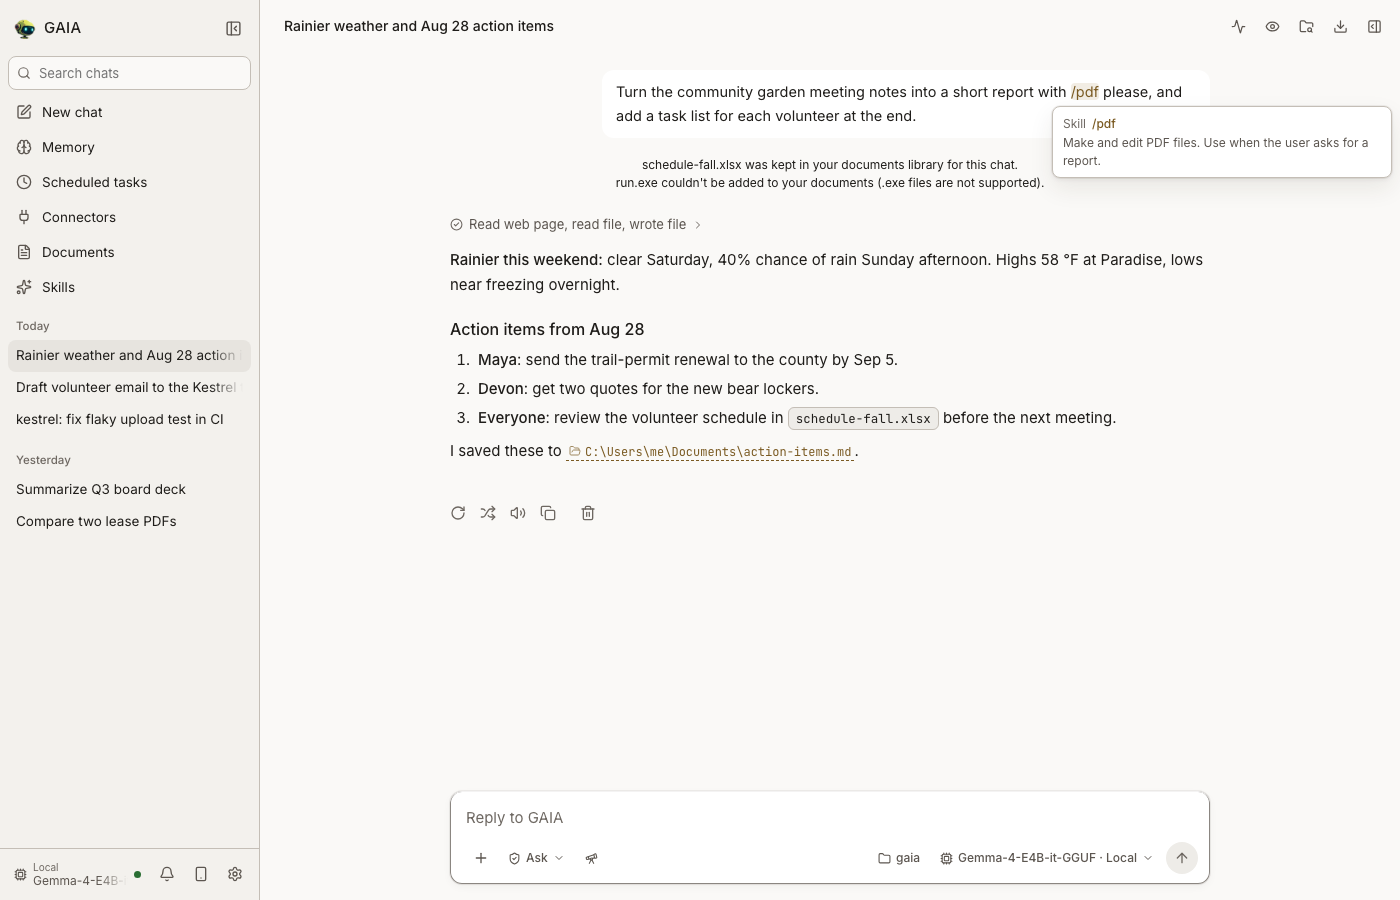 GAIA
Search chats
New chat
Memory
Scheduled tasks
Connectors
Documents
Skills
Today
Rainier weather and Aug 28 action
Draft volunteer email to the Kestrel
kestrel: fix flaky upload test in CI
Yesterday
Summarize Q3 board deck
Compare two lease PDFs
Local
Gemma-4-E4B-
Rainier weather and Aug 28 action items
Turn the community garden meeting notes into a short report with /pdf please, and
add a task list for each volunteer at the end.
Skill /pdf
Make and edit PDF files. Use when the user asks for a
report.
schedule-fall.xlsx was kept in your documents library for this chat.
run.exe couldn't be added to your documents (.exe files are not supported).
Read web page, read file, wrote file
Rainier this weekend: clear Saturday, 40% chance of rain Sunday afternoon. Highs 58 °F at Paradise, lows
near freezing overnight.
Action items from Aug 28
1. Maya: send the trail-permit renewal to the county by Sep 5.
2. Devon: get two quotes for the new bear lockers.
3. Everyone: review the volunteer schedule in schedule-fall.xlsx before the next meeting.
I saved these to C:\Users\me\Documents\action-items.md.
Reply to GAIA
Ask
gaia
Gemma-4-E4B-it-GGUF · Local